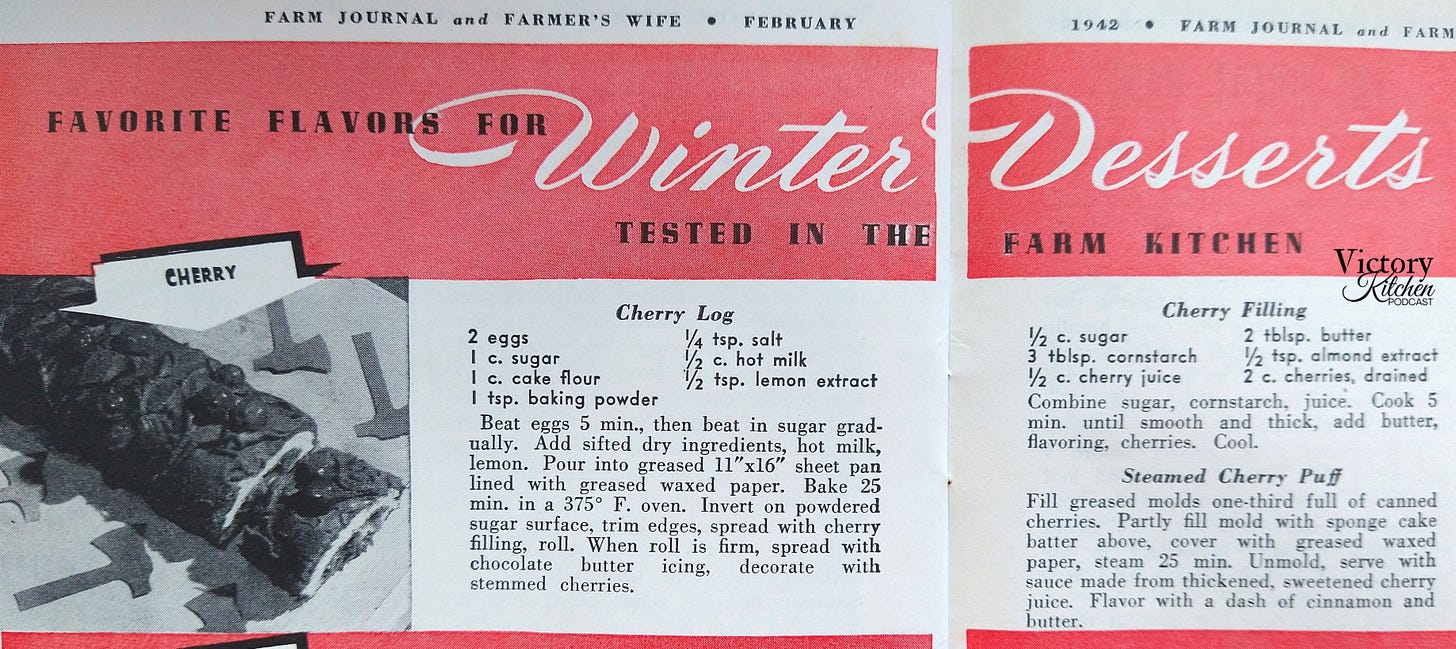 FARM JOURNAL and FARMER'S WIFE • FEBRUARY
1942 • FARM JOURNAL and FARM
FAVORITE FLAVORS FOR Winter Desserts
TESTED IN THE FARM KITCHEN
Victory
Kitchen
PODCAST
CHERRY
Cherry Log
2 eggs
1 c. sugar
1 c. cake flour
1 tsp. baking powder
¼ tsp. salt
½ c. hot milk
½ tsp. lemon extract
Beat eggs 5 min., then beat in sugar grad-
ually. Add sifted dry ingredients, hot milk,
lemon. Pour into greased 11"x16" sheet pan
lined with greased waxed paper. Bake 25
min. in a 375° F. oven. Invert on powdered
sugar surface, trim edges, spread with cherry
filling, roll. When roll is firm, spread with
chocolate butter icing, decorate with
stemmed cherries.
Cherry Filling
½ c. sugar
3 tblsp. cornstarch
½ c. cherry juice
2 tblsp. butter
½ tsp. almond extract
2 c. cherries, drained
Combine sugar, cornstarch, juice. Cook 5
min. until smooth and thick, add butter,
flavoring, cherries. Cool.
Steamed Cherry Puff
Fill greased molds one-third full of canned
cherries. Partly fill mold with sponge cake
batter above, cover with greased waxed
paper, steam 25 min. Unmold, serve with
sauce made from thickened, sweetened cherry
juice. Flavor with a dash of cinnamon and
butter.